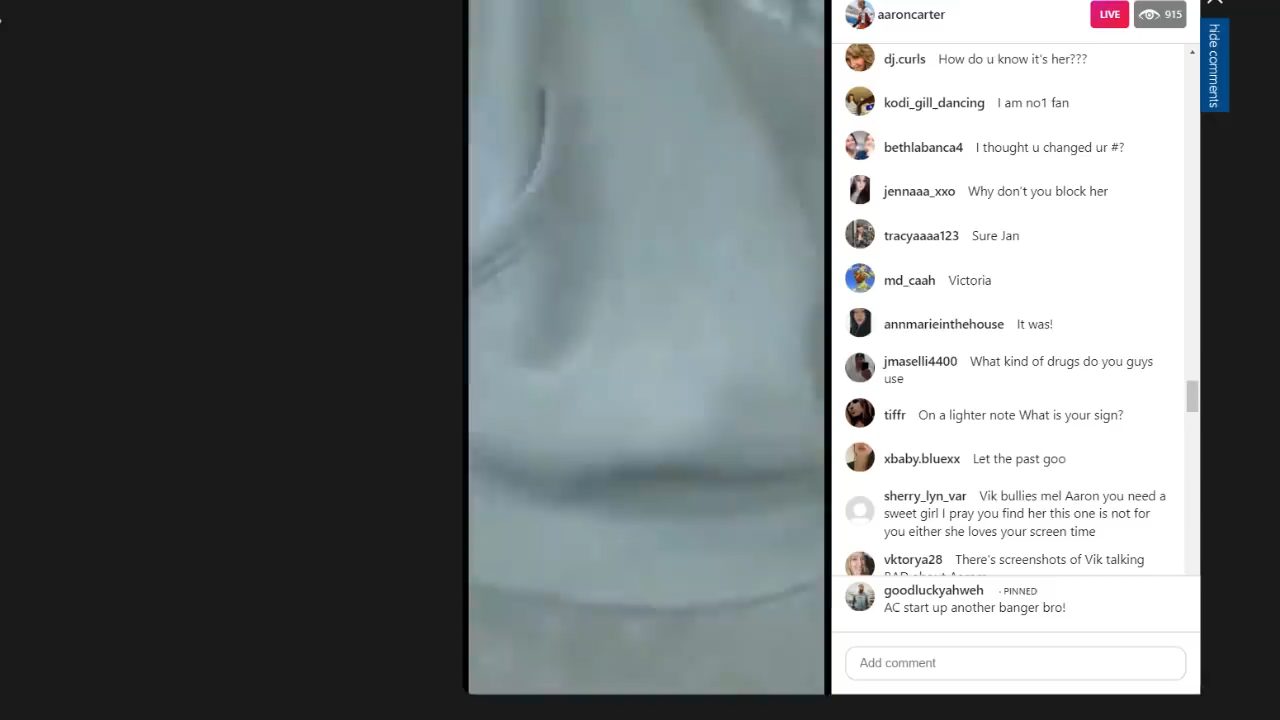 aaroncarter
LIVE
915
hide comments
dj.curls How do u know it's her???
kodi_gill_dancing I am no1 fan
bethlabanca4 I thought u changed ur #?
jennaaa_xxo Why don't you block her
tracyaaaa123 Sure Jan
md_caah Victoria
annmarieinthehouse It was!
jmaselli4400 What kind of drugs do you guys
use
tiffr On a lighter note What is your sign?
xbaby.bluexx Let the past goo
sherry_lyn_var Vik bullies mel Aaron you need a
sweet girl I pray you find her this one is not for
you either she loves your screen time
vktorya28 There's screenshots of Vik talking
goodluckyahweh · PINNED
AC start up another banger bro!
Add comment